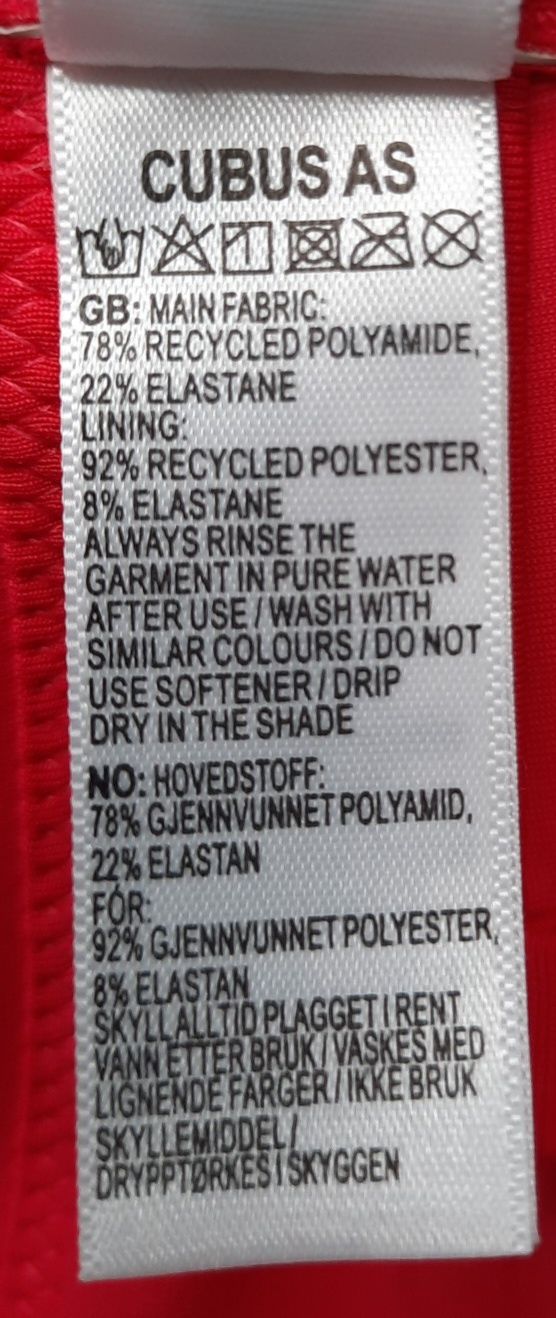 CUBUS AS
GB: MAIN FABRIC:
78% RECYCLED POLYAMIDE,
22% ELASTANE
LINING:
92% RECYCLED POLYESTER,
8% ELASTANE
ALWAYS RINSE THE
GARMENT IN PURE WATER
AFTER USE / WASH WITH
SIMILAR COLOURS / DO NOT
USE SOFTENER / DRIP
DRY IN THE SHADE
NO: HOVEDSTOFF:
78% GJENNVUNNET POLYAMID,
22% ELASTAN
FÓR:
92% GJENNVUNNET POLYESTER,
8% ELASTAN
SKYLL ALLTID PLAGGET I RENT
VANN ETTER BRUK / VASKES MED
LIGNENDE FARGER / IKKE BRUK
SKYLLEMIDDEL /
DRYPPTØRKES I SKYGGEN